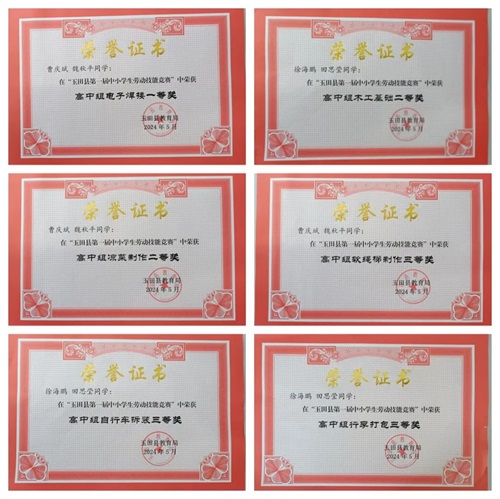 荣誉证书
曹庆斌 魏秋平同学:
在“玉田县第一届中小学生劳动技能竞赛”中荣获
高中组电子焊接一等奖
玉田县教育局
2024年5月
荣誉证书
徐海鹏 田思莹同学:
在“玉田县第一届中小学生劳动技能竞赛”中荣获
高中组木工基础二等奖
玉田县教育局
2024年5月
荣誉证书
曹庆斌 魏秋平同学:
在“玉田县第一届中小学生劳动技能竞赛”中荣获
高中组凉菜制作二等奖
玉田县教育局
2024年5月
荣誉证书
曹庆斌 魏秋平同学:
在“玉田县第一届中小学生劳动技能竞赛”中荣获
高中组软绳梯制作三等奖
玉田县教育局
2024年5月
荣誉证书
徐海鹏 田思莹同学:
在“玉田县第一届中小学生劳动技能竞赛”中荣获
高中组自行车拆装三等奖
玉田县教育局
2024年5月
荣誉证书
徐海鹏 田思莹同学:
在“玉田县第一届中小学生劳动技能竞赛”中荣获
高中组行李打包三等奖
玉田县教育局
2024年5月